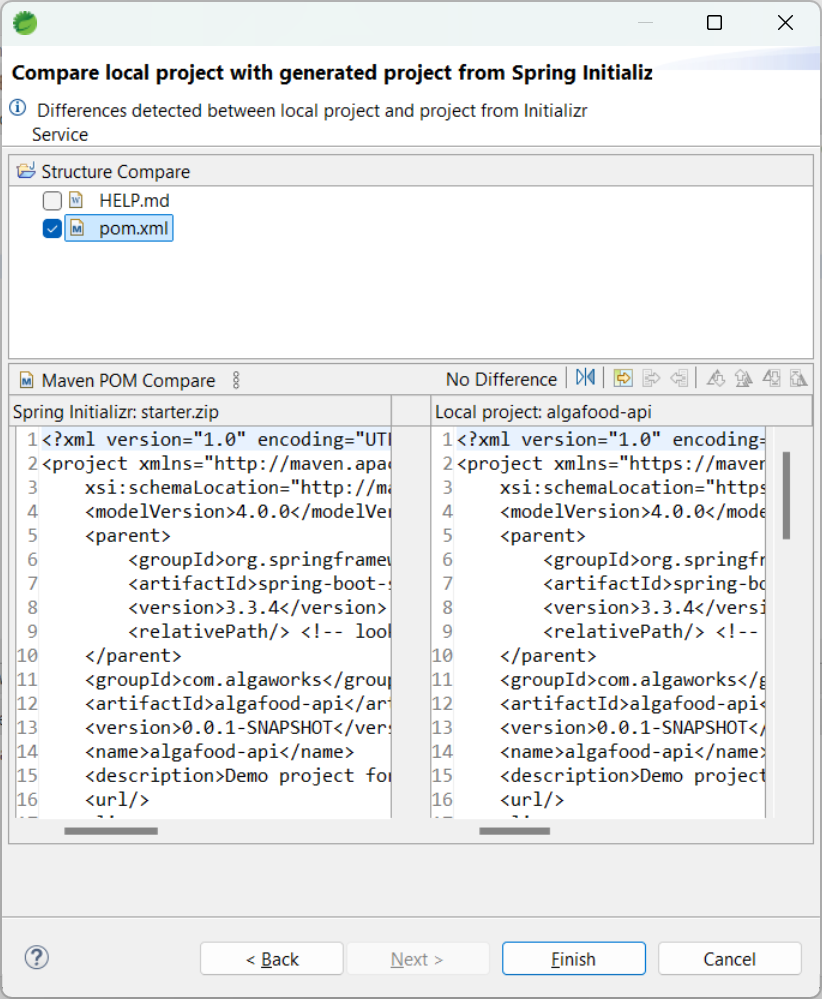 Compare local project with generated project from Spring Initializ
Differences detected between local project and project from Initializr
Service
Structure Compare
HELP.md
pom.xml
Maven POM Compare
No Difference
Spring Initializr: starter.zip
1 <?xml version="1.0" encoding="UTF
2 <project xmlns="http://maven.apac
3 xsi:schemaLocation="http://ma
4 <modelVersion>4.0.0</modelVer
5 <parent>
6 <groupId>org.springframew
7 <artifactId>spring-boot-s
8 <version>3.3.4</version>
9 <relativePath/> <!-- look
10 </parent>
11 <groupId>com.algaworks</group
12 <artifactId>algafood-api</art
13 <version>0.0.1-SNAPSHOT</vers
14 <name>algafood-api</name>
15 <description>Demo project for
16 <url/>
Local project: algafood-api
1 <?xml version="1.0" encoding=
2 <project xmlns="https://maven
3 xsi:schemaLocation="https
4 <modelVersion>4.0.0</mode
5 <parent>
6 <groupId>org.springfr
7 <artifactId>spring-bo
8 <version>3.3.4</versi
9 <relativePath/> <!--
10 </parent>
11 <groupId>com.algaworks</g
12 <artifactId>algafood-api<
13 <version>0.0.1-SNAPSHOT</
14 <name>algafood-api</name>
15 <description>Demo project
16 <url/>
< Back
Next >
Finish
Cancel